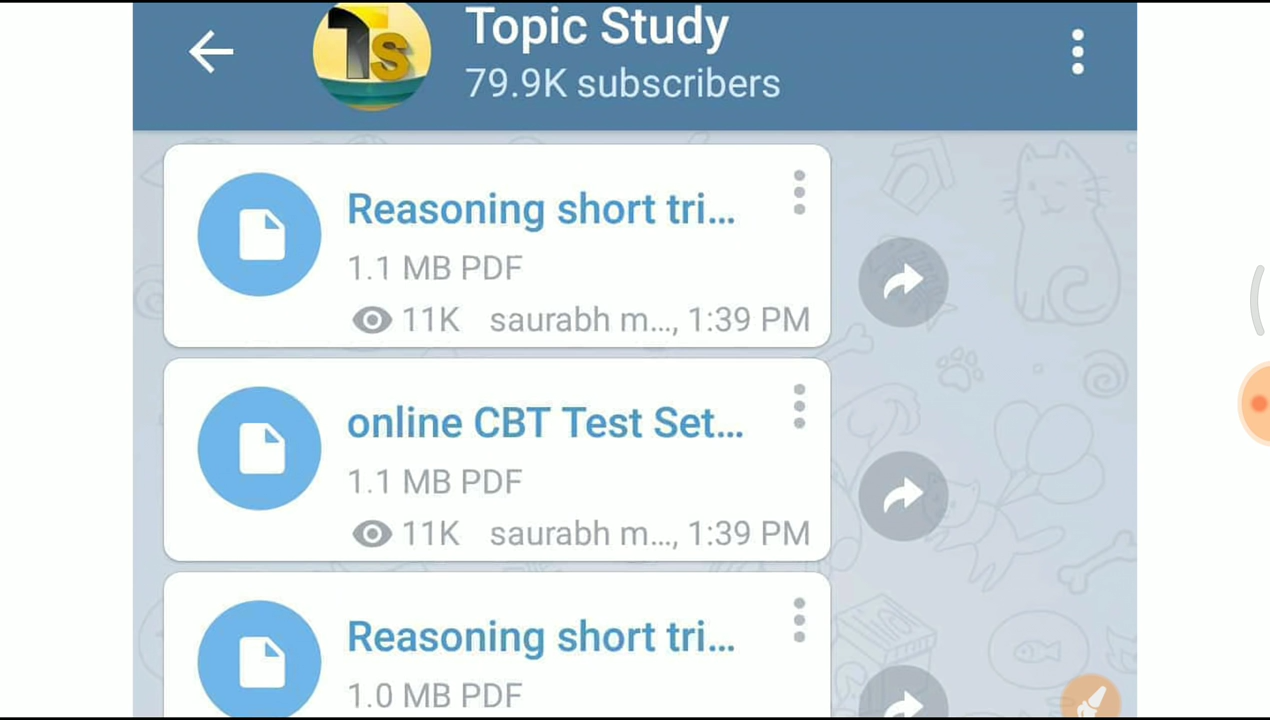 Topic Study
Ts
79.9K subscribers
Reasoning short tri...
1.1 MB PDF
11K saurabh m..., 1:39 PM
online CBT Test Set...
1.1 MB PDF
11K saurabh m..., 1:39 PM
Reasoning short tri...
1.0 MB PDF